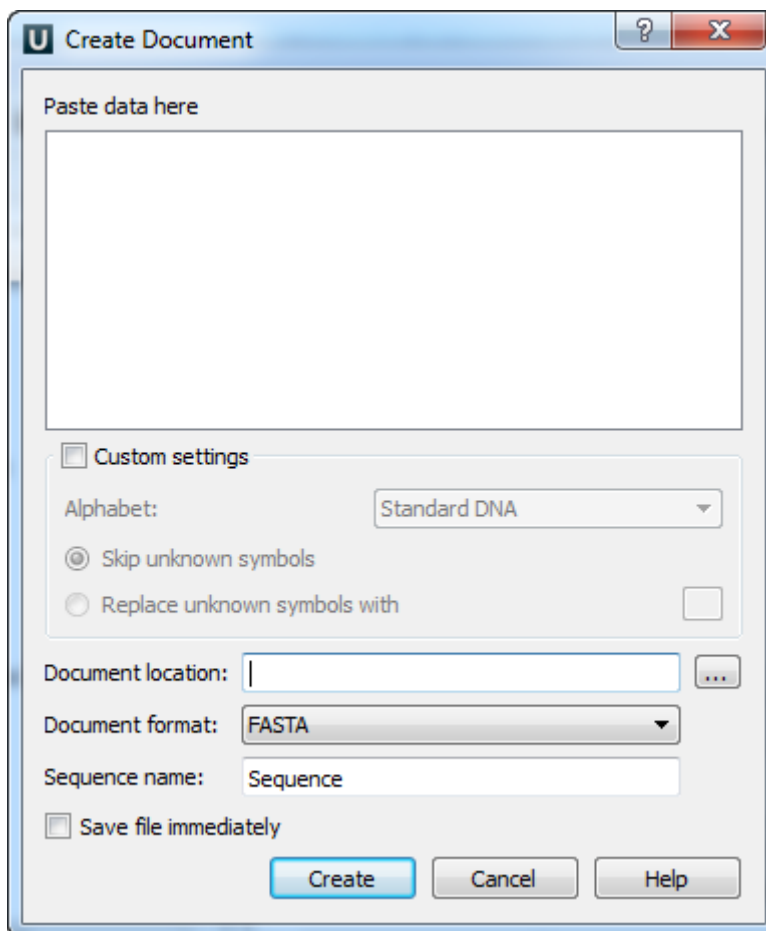 U Create Document ? X
Paste data here
Custom settings
Alphabet: Standard DNA
Skip unknown symbols
Replace unknown symbols with
Document location: ...
Document format: FASTA
Sequence name: Sequence
Save file immediately
Create Cancel Help